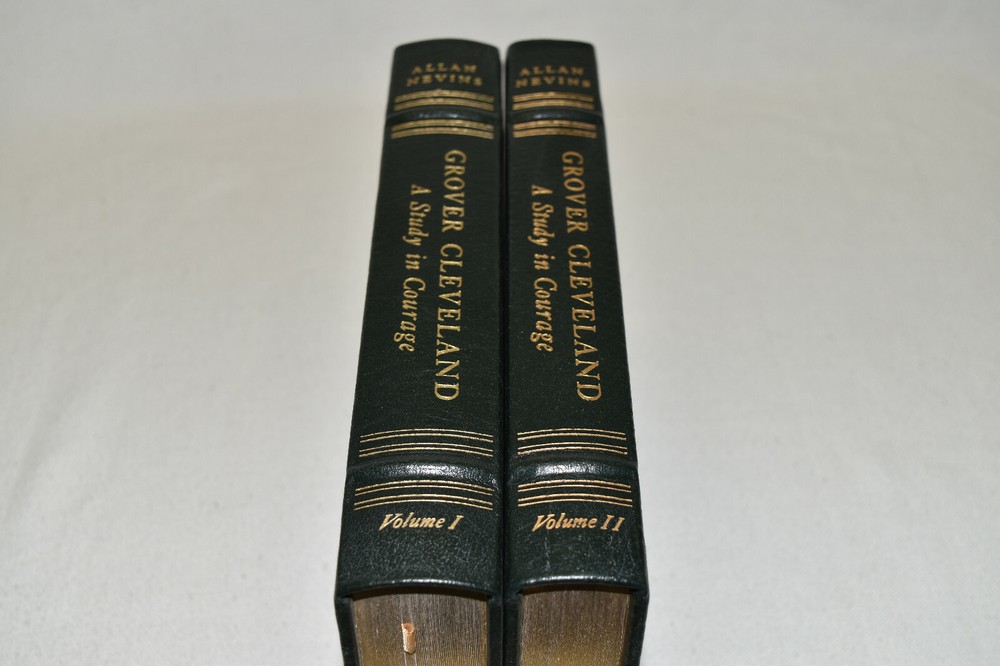 ALLAN
NEVINS
GROVER CLEVELAND
A Study in Courage
Volume I
ALLAN
NEVINS
GROVER CLEVELAND
A Study in Courage
Volume II